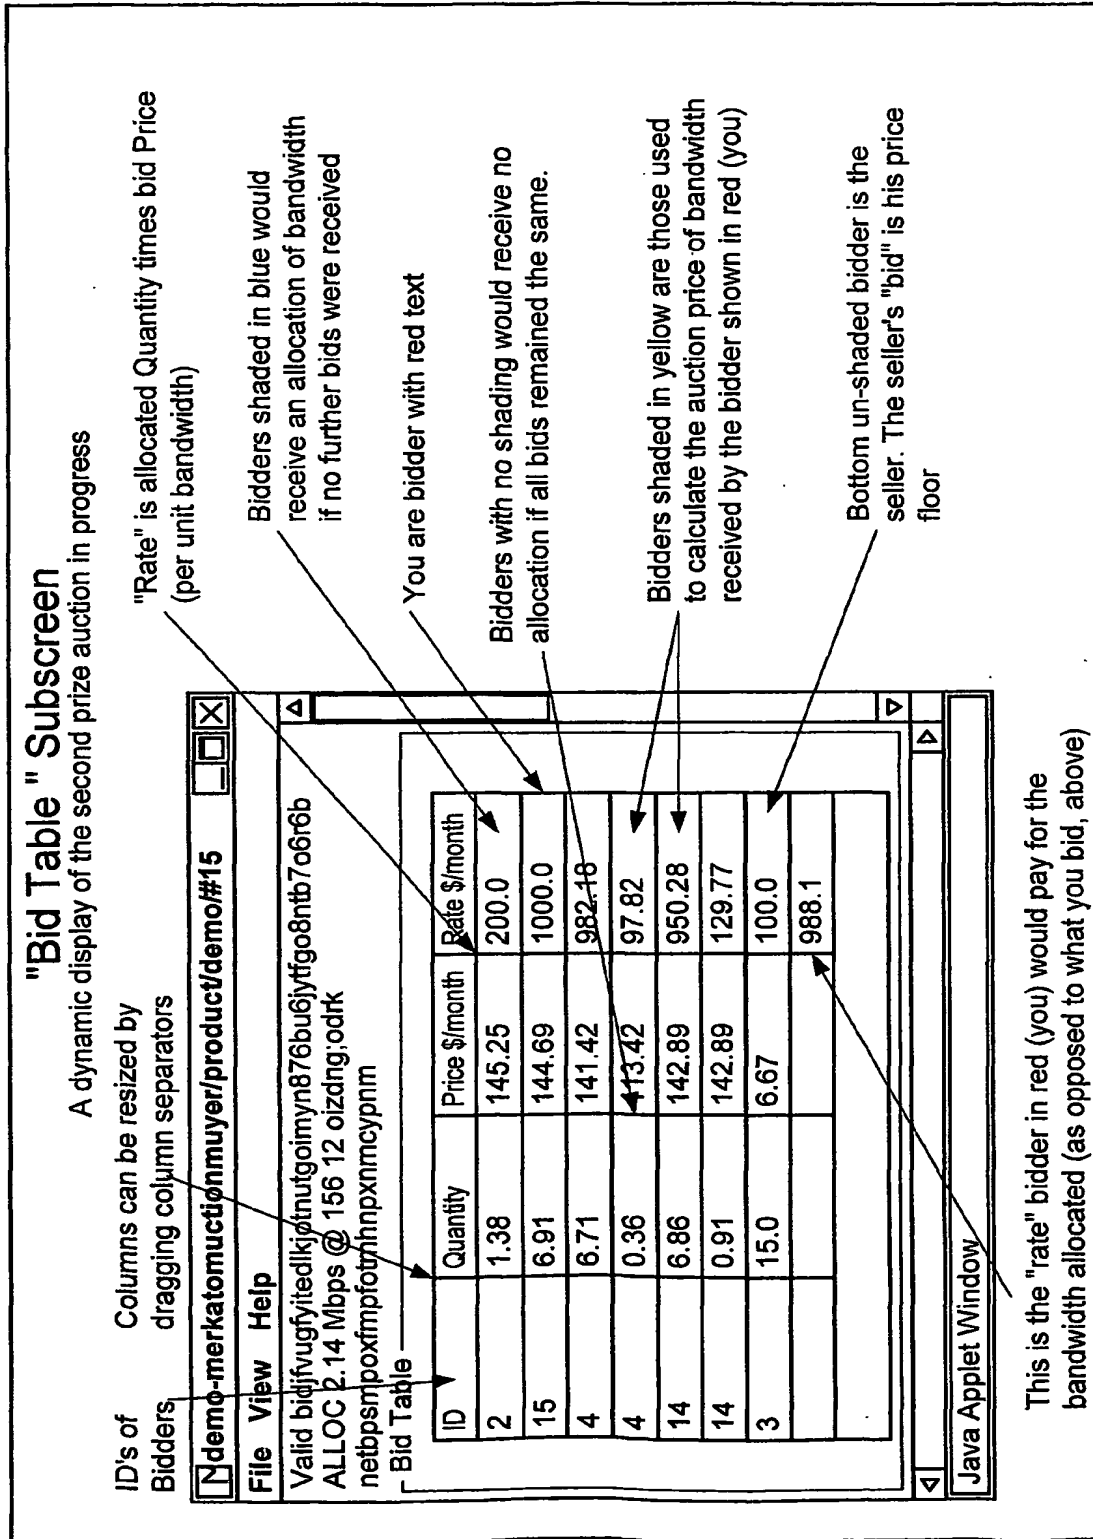 "Bid Table " Subscreen
A dynamic display of the second prize auction in progress
ID's of
Bidders
Columns can be resized by
dragging column separators
"Rate" is allocated Quantity times bid Price
(per unit bandwidth)
demo-merkatomuctionmuyer/product/demo/#15
File View Help
Valid bidjfvugfyitedlkjotnutgoimyn876bu6jytfgo8ntb7o6r6b
ALLOC 2.14 Mbps @ 156 12 oizdng;odrk
netbpsmpoxfmpfotmhnpxnmcypnm
Bid Table
ID Quantity Price $/month Rate $/month
2 1.38 145.25 200.0
15 6.91 144.69 1000.0
4 6.71 141.42 982.18
4 0.36 113.42 97.82
14 6.86 142.89 950.28
14 0.91 142.89 129.77
3 15.0 6.67 100.0
988.1
Java Applet Window
Bidders shaded in blue would
receive an allocation of bandwidth
if no further bids were received
You are bidder with red text
Bidders with no shading would receive no
allocation if all bids remained the same.
Bidders shaded in yellow are those used
to calculate the auction price of bandwidth
received by the bidder shown in red (you)
Bottom un-shaded bidder is the
seller. The seller's "bid" is his price
floor
This is the "rate" bidder in red (you) would pay for the
bandwidth allocated (as opposed to what you bid, above)